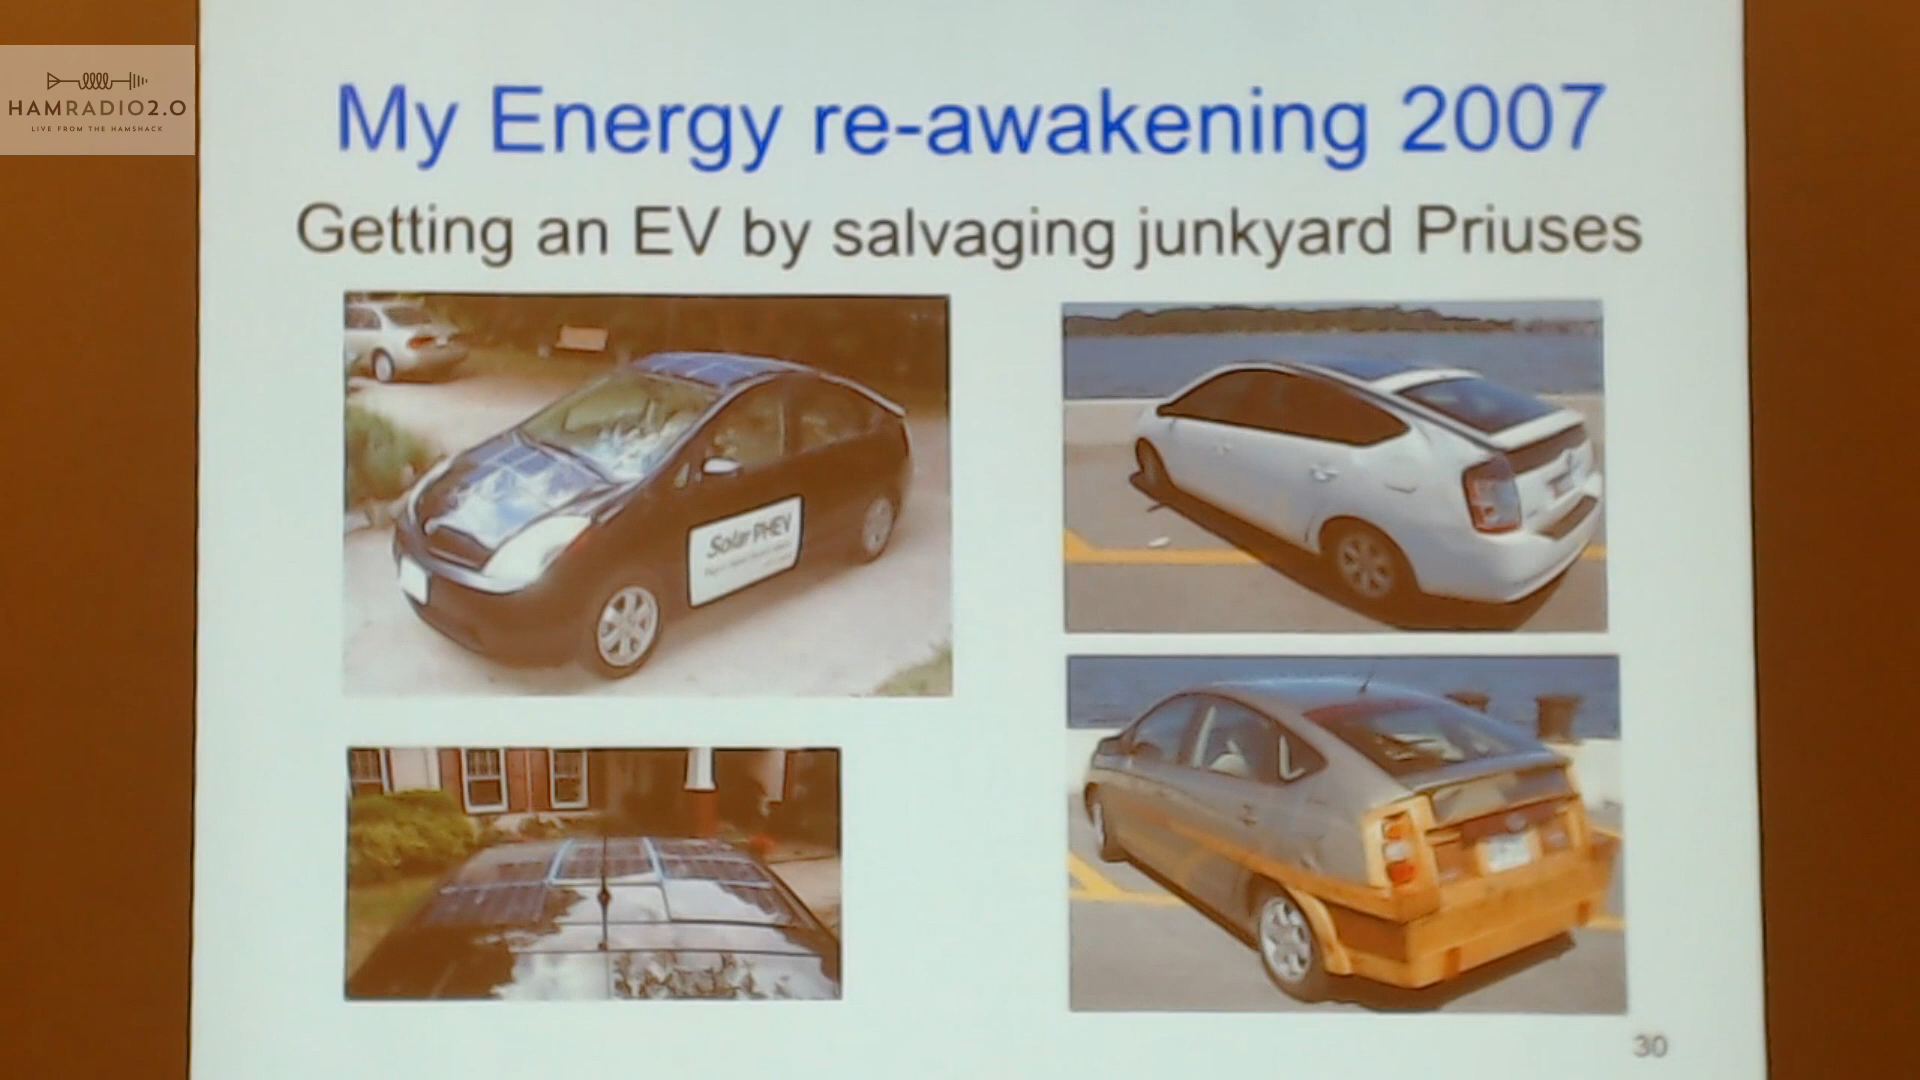 HAMRADIO2.0
LIVE FROM THE HAMSHACK
My Energy re-awakening 2007
Getting an EV by salvaging junkyard Priuses
Solar PHEV
30